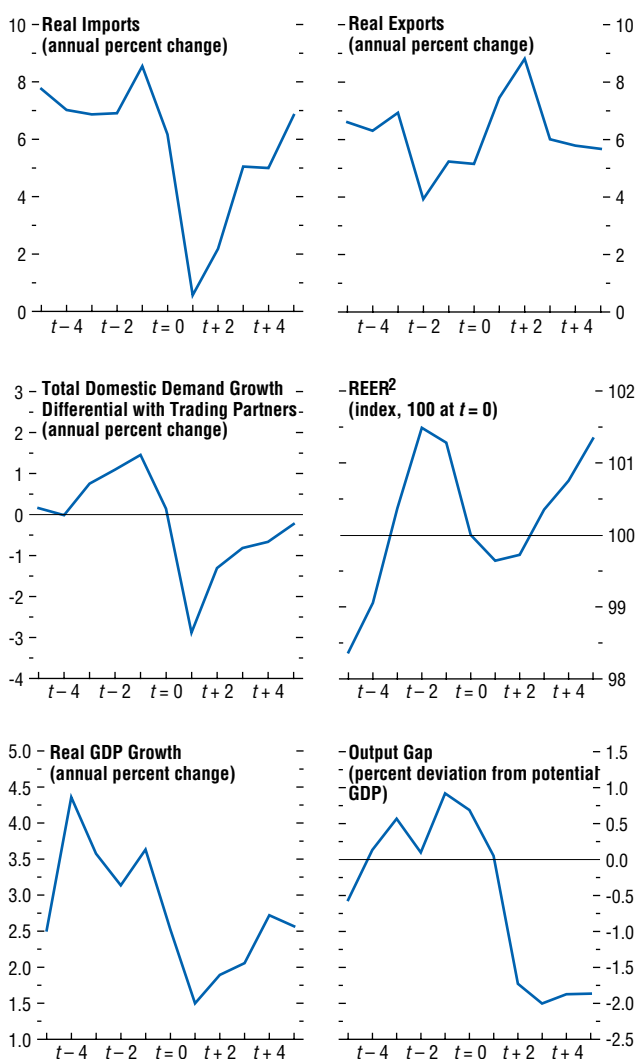 Real Imports
(annual percent change)
10
8
6
4
2
0
t – 4 t – 2 t = 0 t + 2 t + 4
Real Exports
(annual percent change)
10
8
6
4
2
0
t – 4 t – 2 t = 0 t + 2 t + 4
Total Domestic Demand Growth
Differential with Trading Partners
(annual percent change)
3
2
1
0
-1
-2
-3
-4
t – 4 t – 2 t = 0 t + 2 t + 4
REER²
(index, 100 at t = 0)
102
101
100
99
98
t – 4 t – 2 t = 0 t + 2 t + 4
Real GDP Growth
(annual percent change)
5.0
4.5
4.0
3.5
3.0
2.5
2.0
1.5
1.0
t – 4 t – 2 t = 0 t + 2 t + 4
Output Gap
(percent deviation from potential
GDP)
1.5
1.0
0.5
0.0
-0.5
-1.0
-1.5
-2.0
-2.5
t – 4 t – 2 t = 0 t + 2 t + 4